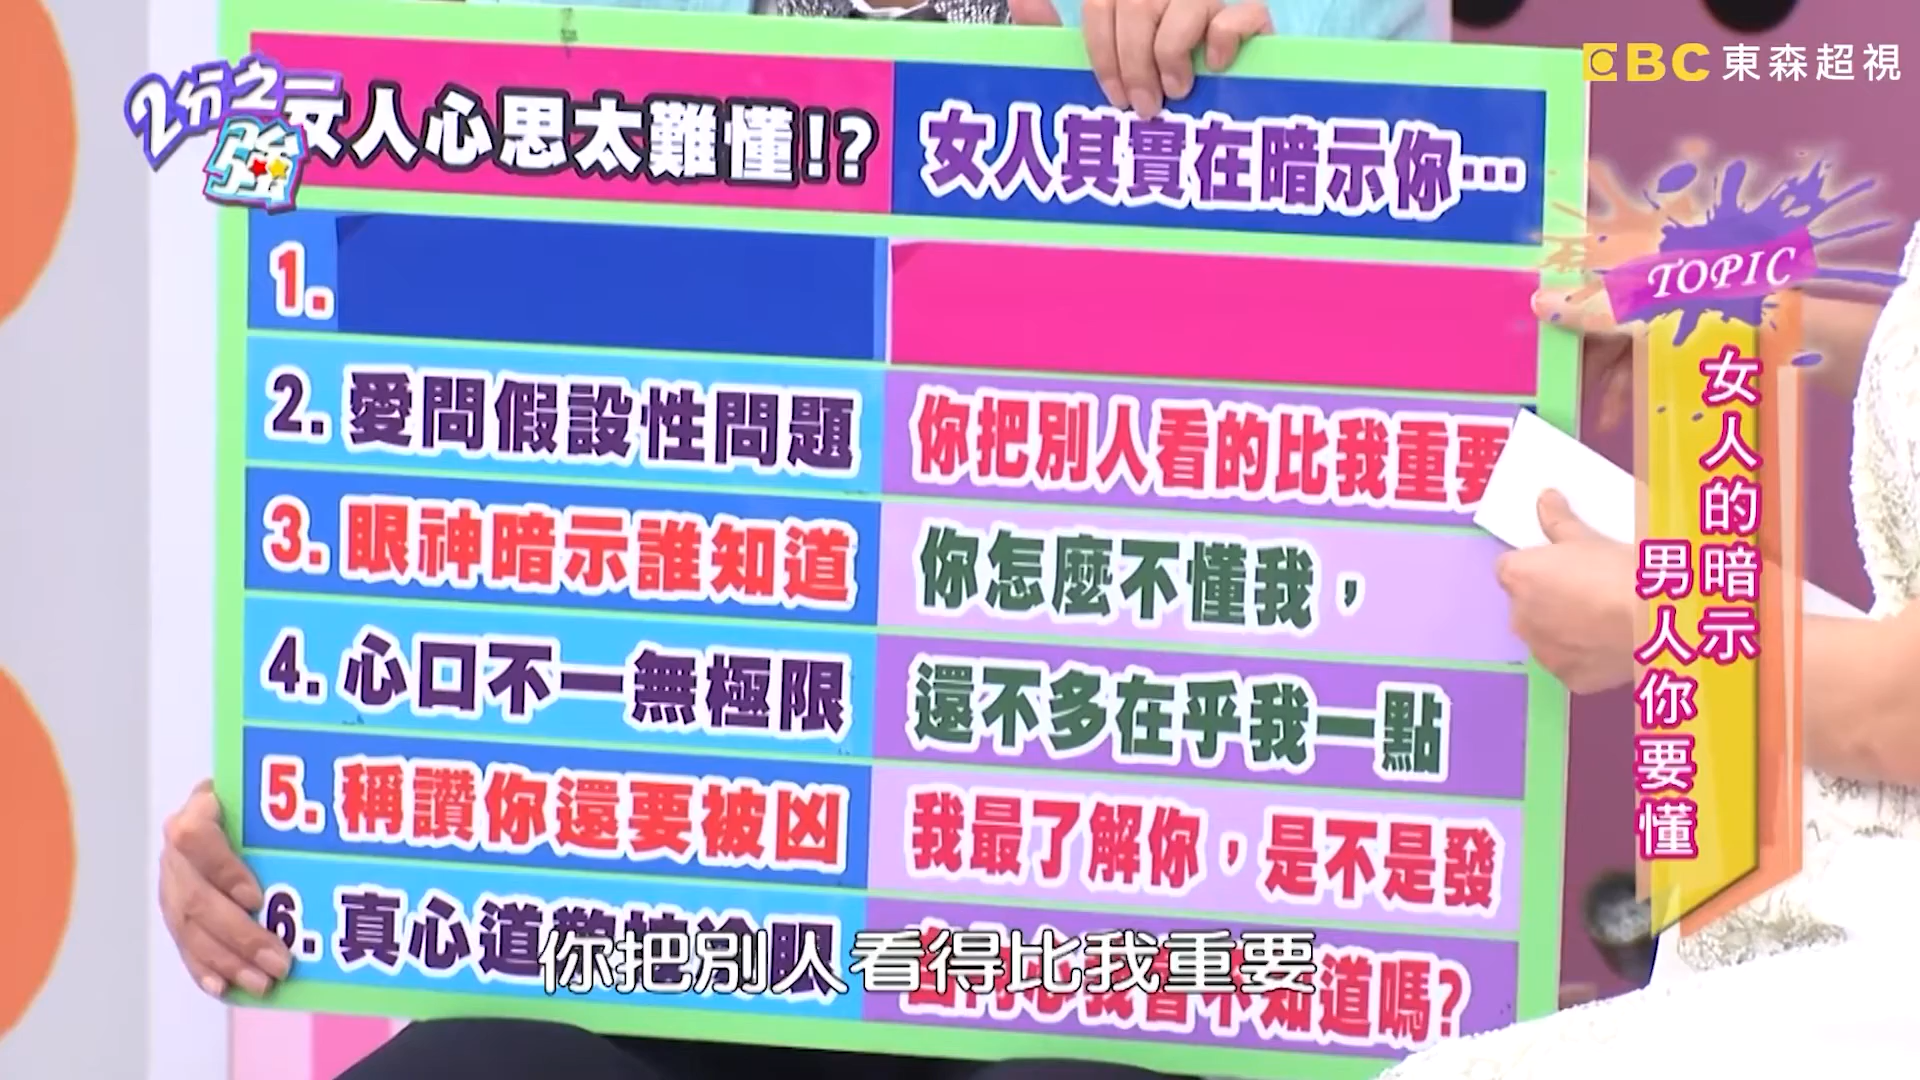 2分之一強
EBC 東森超視
女人心思太難懂!?
女人其實在暗示你…
1.
2. 愛問假設性問題
你把別人看的比我重要
3. 眼神暗示誰知道
你怎麼不懂我，
4. 心口不一無極限
還不多在乎我一點
5. 稱讚你還要被凶
我最了解你，是不是發
6. 真心道歉
不知道嗎?
TOPIC
女人的暗示
男人你要懂
你把別人看得比我重要